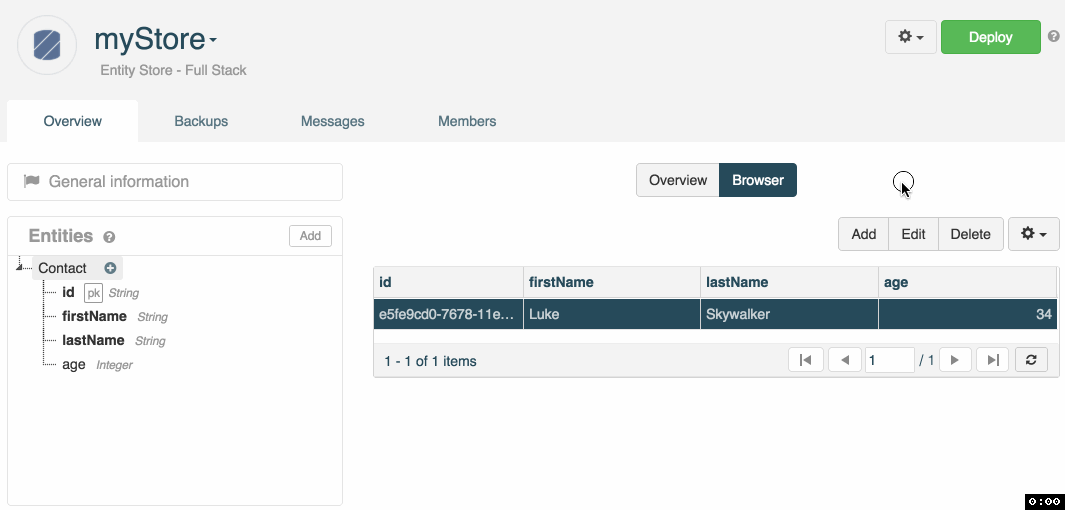 myStore
Entity Store - Full Stack
Deploy
Overview Backups Messages Members
General information
Overview Browser
Entities Add
Add Edit Delete
Contact
id pk String
firstName String
lastName String
age Integer
id firstName lastName age
e5fe9cd0-7678-11e... Luke Skywalker 34
1 - 1 of 1 items
1 / 1
0:00